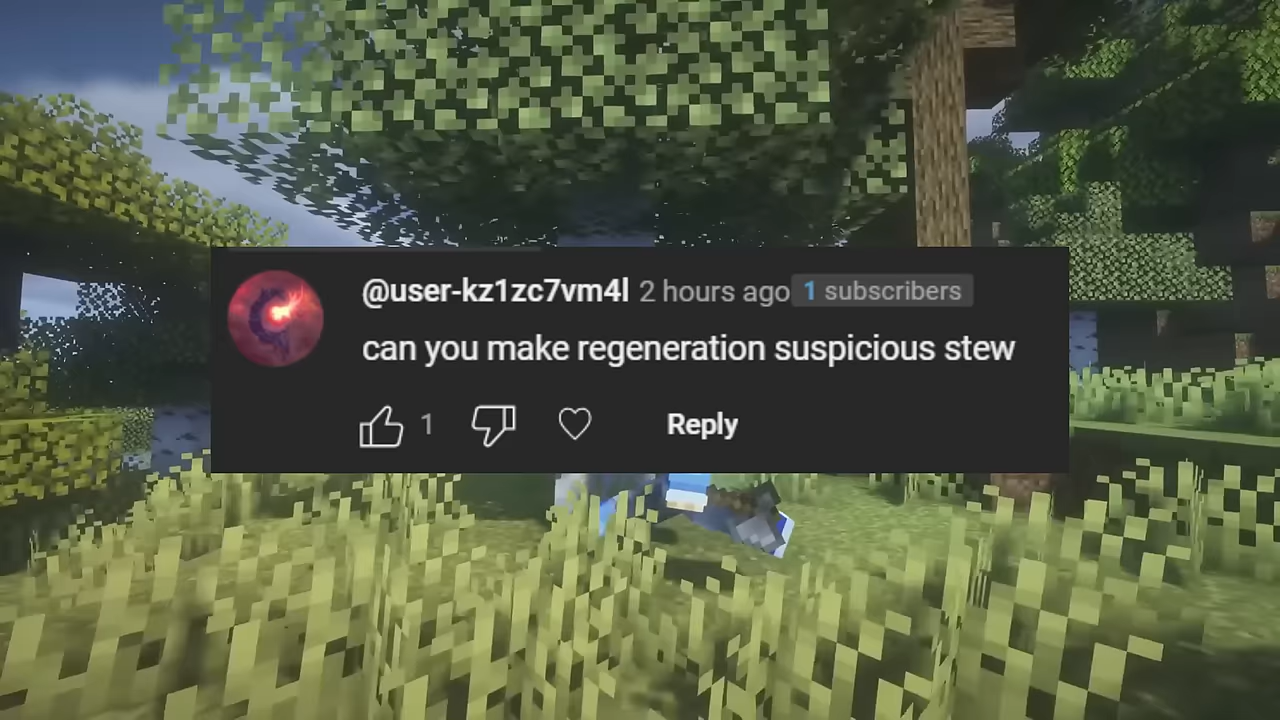 @user-kz1zc7vm4l 2 hours ago 1 subscribers
can you make regeneration suspicious stew
1 Reply